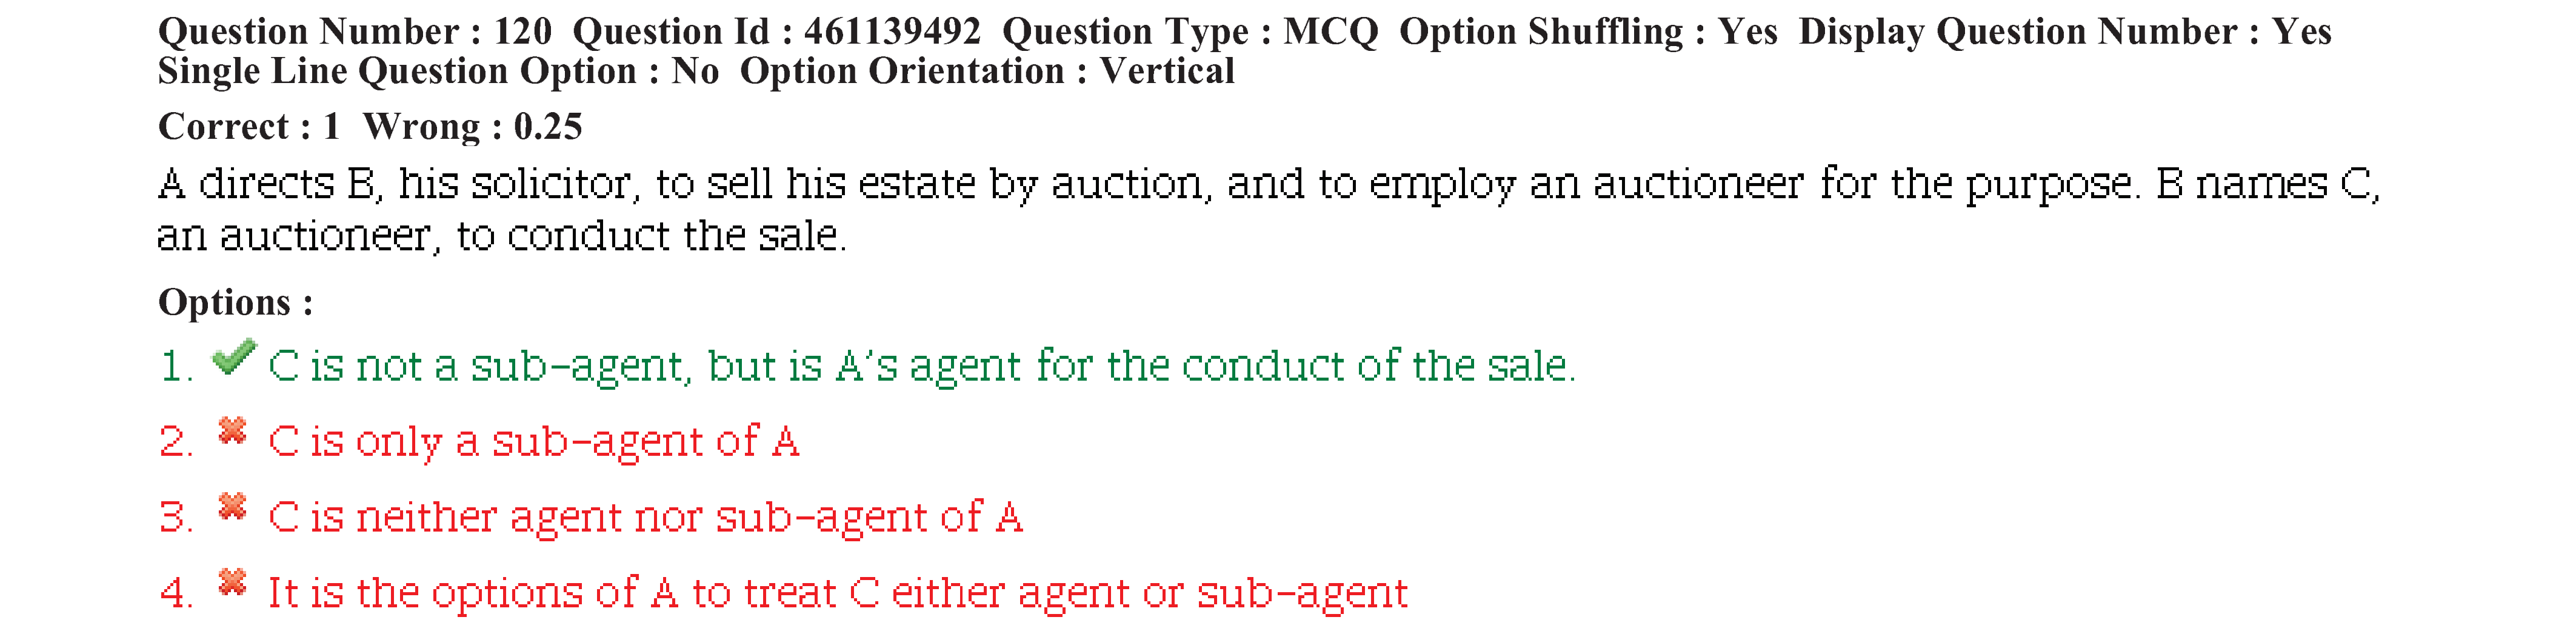 Question Number : 120 Question Id : 461139492 Question Type : MCQ Option Shuffling : Yes Display Question Number : Yes
Single Line Question Option : No Option Orientation : Vertical
Correct : 1 Wrong : 0.25
A directs B, his solicitor, to sell his estate by auction, and to employ an auctioneer for the purpose. B names C,
an auctioneer, to conduct the sale.
Options :
1. C is not a sub-agent, but is A's agent for the conduct of the sale.
2. C is only a sub-agent of A
3. C is neither agent nor sub-agent of A
4. It is the options of A to treat C either agent or sub-agent